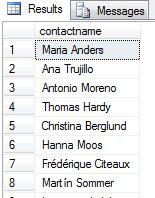 Results Messages
contactname
1 Maria Anders
2 Ana Trujillo
3 Antonio Moreno
4 Thomas Hardy
5 Christina Berglund
6 Hanna Moos
7 Frédérique Citeaux
8 Martín Sommer